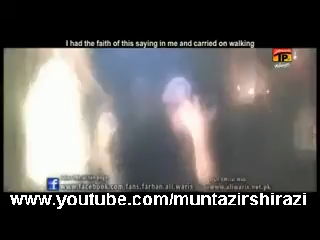 I had the faith of this saying in me and carried on walking
www.facebook.com/fans.farhan.ali.waris
www.aliwaris.net.pk
www.youtube.com/muntazirshirazi